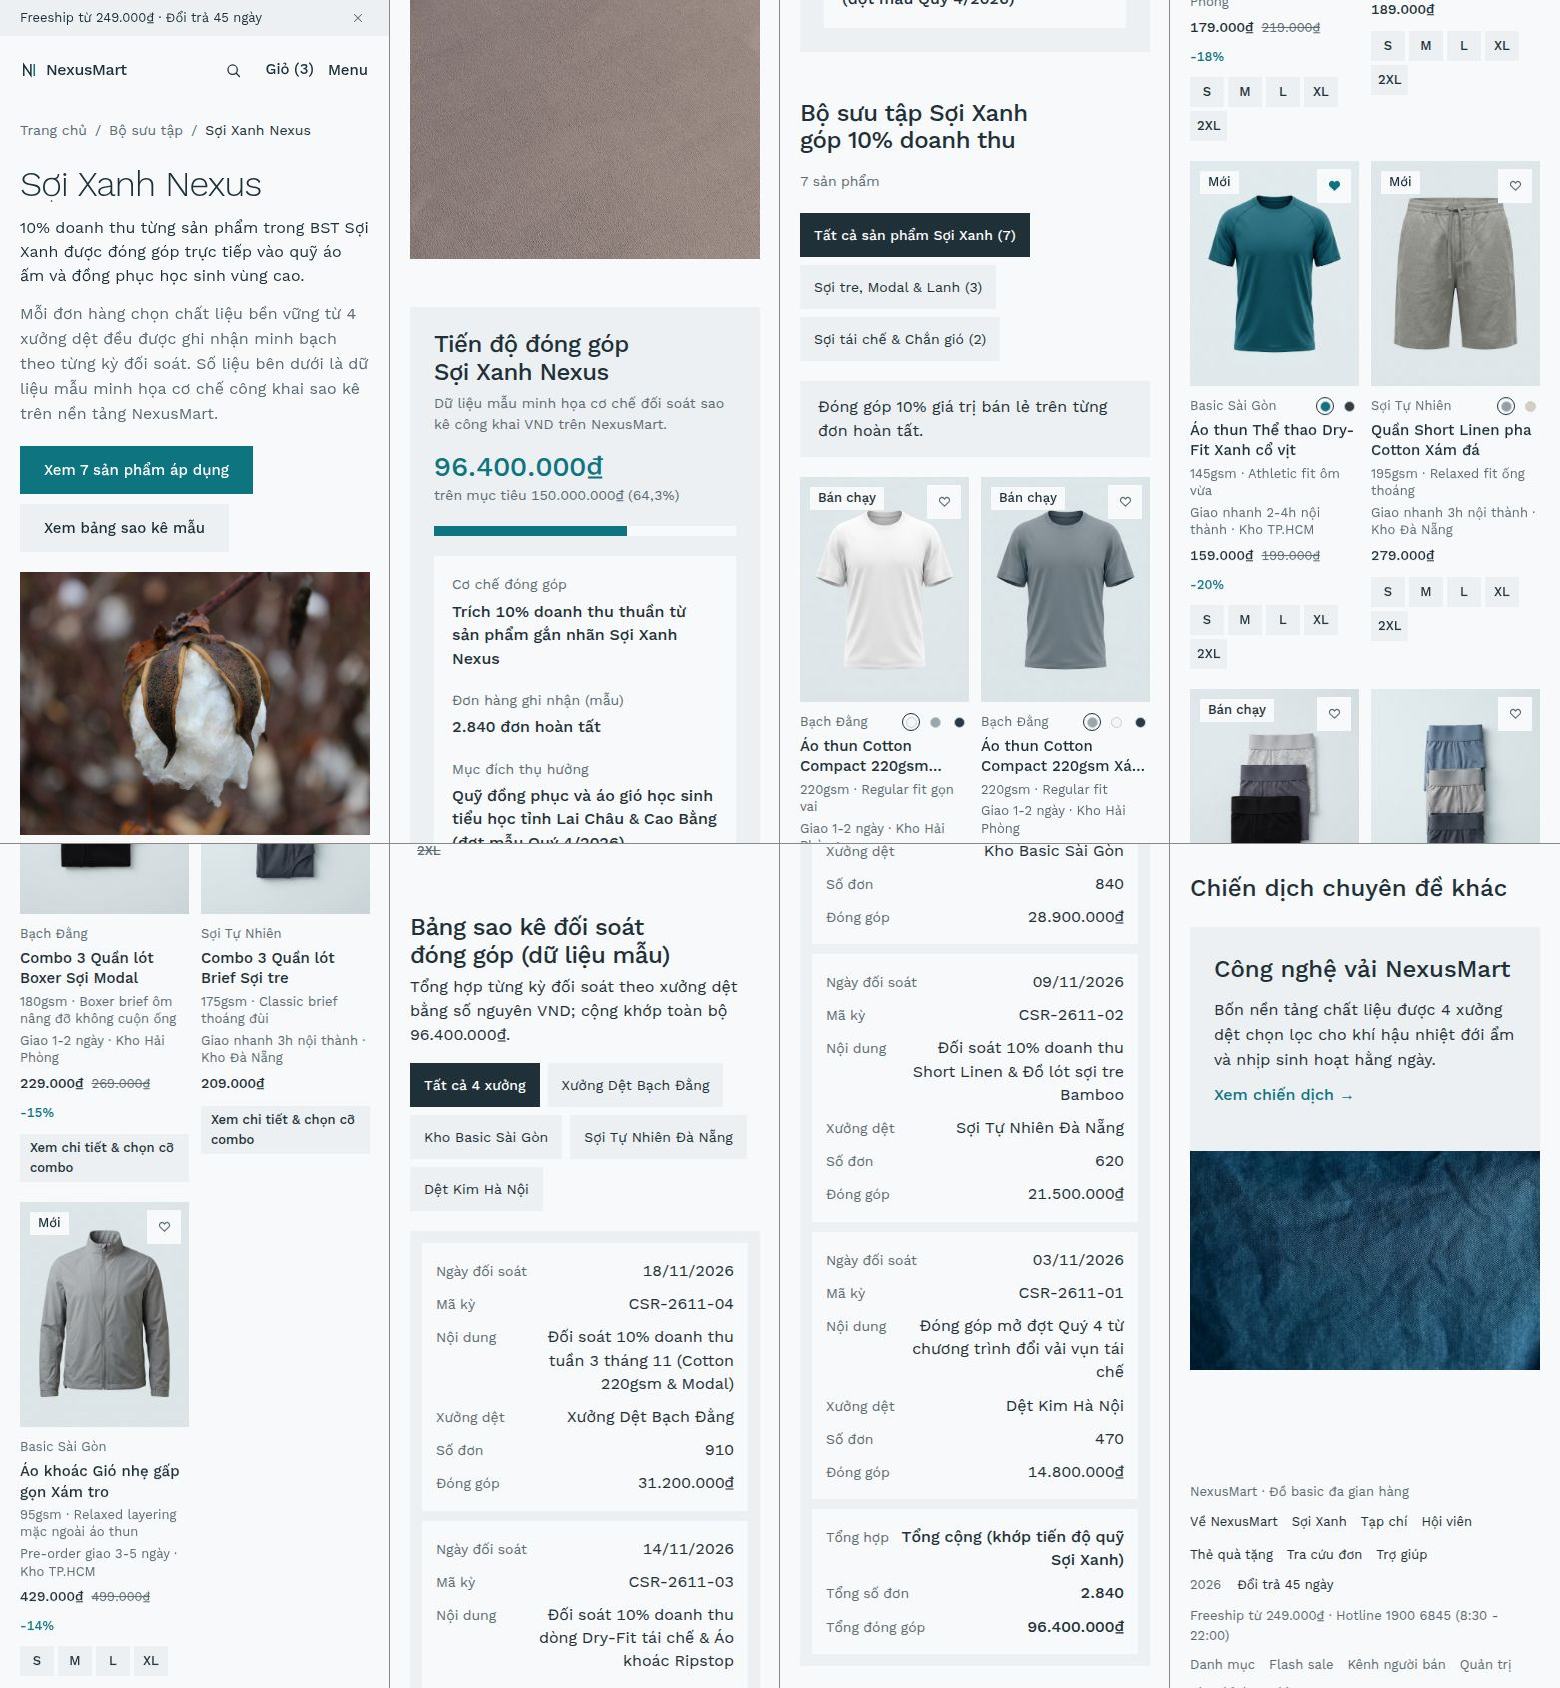 Freeship từ 249.000₫ · Đổi trả 45 ngày
NexusMart
Giỏ (3)
Menu
Trang chủ / Bộ sưu tập / Sợi Xanh Nexus
Sợi Xanh Nexus
10% doanh thu từng sản phẩm trong BST Sợi
Xanh được đóng góp trực tiếp vào quỹ áo
ấm và đồng phục học sinh vùng cao.
Mỗi đơn hàng chọn chất liệu bền vững từ 4
xưởng dệt đều được ghi nhận minh bạch
theo từng kỳ đối soát. Số liệu bên dưới là dữ
liệu mẫu minh họa cơ chế công khai sao kê
trên nền tảng NexusMart.
Xem 7 sản phẩm áp dụng
Xem bảng sao kê mẫu
Tiến độ đóng góp
Sợi Xanh Nexus
Dữ liệu mẫu minh họa cơ chế đối soát sao
kê công khai VND trên NexusMart.
96.400.000₫
trên mục tiêu 150.000.000₫ (64,3%)
Cơ chế đóng góp
Trích 10% doanh thu thuần từ
sản phẩm gắn nhãn Sợi Xanh
Nexus
Đơn hàng ghi nhận (mẫu)
2.840 đơn hoàn tất
Mục đích thụ hưởng
Quỹ đồng phục và áo gió học sinh
tiểu học tỉnh Lai Châu & Cao Bằng
(đợt mẫu Quý 4/2026)
(đợt mẫu Quý 4/2026)
Bộ sưu tập Sợi Xanh
góp 10% doanh thu
7 sản phẩm
Tất cả sản phẩm Sợi Xanh (7)
Sợi tre, Modal & Lanh (3)
Sợi tái chế & Chắn gió (2)
Đóng góp 10% giá trị bán lẻ trên từng
đơn hoàn tất.
Bán chạy
Bạch Đằng
Áo thun Cotton
Compact 220gsm...
220gsm · Regular fit gọn
vai
Giao 1-2 ngày · Kho Hải
Phòng
Bán chạy
Bạch Đằng
Áo thun Cotton
Compact 220gsm Xá...
220gsm · Regular fit
Giao 1-2 ngày · Kho Hải
Phòng
Phòng
179.000₫ 219.000₫
-18%
S M L XL
2XL
189.000₫
S M L XL
2XL
Mới
Basic Sài Gòn
Áo thun Thể thao Dry-
Fit Xanh cổ vịt
145gsm · Athletic fit ôm
vừa
Giao nhanh 2-4h nội
thành · Kho TP.HCM
159.000₫ 199.000₫
-20%
S M L XL
2XL
Mới
Sợi Tự Nhiên
Quần Short Linen pha
Cotton Xám đá
195gsm · Relaxed fit ống
thoáng
Giao nhanh 3h nội thành ·
Kho Đà Nẵng
279.000₫
S M L XL
2XL
Bán chạy
Bạch Đằng
Combo 3 Quần lót
Boxer Sợi Modal
180gsm · Boxer brief ôm
nâng đỡ không cuộn ống
Giao 1-2 ngày · Kho Hải
Phòng
229.000₫ 269.000₫
-15%
Xem chi tiết & chọn cỡ
combo
Sợi Tự Nhiên
Combo 3 Quần lót
Brief Sợi tre
175gsm · Classic brief
thoáng đùi
Giao nhanh 3h nội thành ·
Kho Đà Nẵng
209.000₫
Xem chi tiết & chọn cỡ
combo
Mới
Basic Sài Gòn
Áo khoác Gió nhẹ gấp
gọn Xám tro
95gsm · Relaxed layering
mặc ngoài áo thun
Pre-order giao 3-5 ngày ·
Kho TP.HCM
429.000₫ 499.000₫
-14%
S M L XL
2XL
Bảng sao kê đối soát
đóng góp (dữ liệu mẫu)
Tổng hợp từng kỳ đối soát theo xưởng dệt
bằng số nguyên VND; cộng khớp toàn bộ
96.400.000₫.
Tất cả 4 xưởng
Xưởng Dệt Bạch Đằng
Kho Basic Sài Gòn
Sợi Tự Nhiên Đà Nẵng
Dệt Kim Hà Nội
Ngày đối soát 18/11/2026
Mã kỳ CSR-2611-04
Nội dung Đối soát 10% doanh thu
tuần 3 tháng 11 (Cotton
220gsm & Modal)
Xưởng dệt Xưởng Dệt Bạch Đằng
Số đơn 910
Đóng góp 31.200.000₫
Ngày đối soát 14/11/2026
Mã kỳ CSR-2611-03
Nội dung Đối soát 10% doanh thu
dòng Dry-Fit tái chế & Áo
khoác Ripstop
Xưởng dệt Kho Basic Sài Gòn
Số đơn 840
Đóng góp 28.900.000₫
Ngày đối soát 09/11/2026
Mã kỳ CSR-2611-02
Nội dung Đối soát 10% doanh thu
Short Linen & Đồ lót sợi tre
Bamboo
Xưởng dệt Sợi Tự Nhiên Đà Nẵng
Số đơn 620
Đóng góp 21.500.000₫
Ngày đối soát 03/11/2026
Mã kỳ CSR-2611-01
Nội dung Đóng góp mở đợt Quý 4 từ
chương trình đổi vải vụn tái
chế
Xưởng dệt Dệt Kim Hà Nội
Số đơn 470
Đóng góp 14.800.000₫
Tổng hợp Tổng cộng (khớp tiến độ quỹ
Sợi Xanh)
Tổng số đơn 2.840
Tổng đóng góp 96.400.000₫
Chiến dịch chuyên đề khác
Công nghệ vải NexusMart
Bốn nền tảng chất liệu được 4 xưởng
dệt chọn lọc cho khí hậu nhiệt đới ẩm
và nhịp sinh hoạt hằng ngày.
Xem chiến dịch →
NexusMart · Đồ basic đa gian hàng
Về NexusMart Sợi Xanh Tạp chí Hội viên
Thẻ quà tặng Tra cứu đơn Trợ giúp
2026 Đổi trả 45 ngày
Freeship từ 249.000₫ · Hotline 1900 6845 (8:30 -
22:00)
Danh mục Flash sale Kênh người bán Quản trị